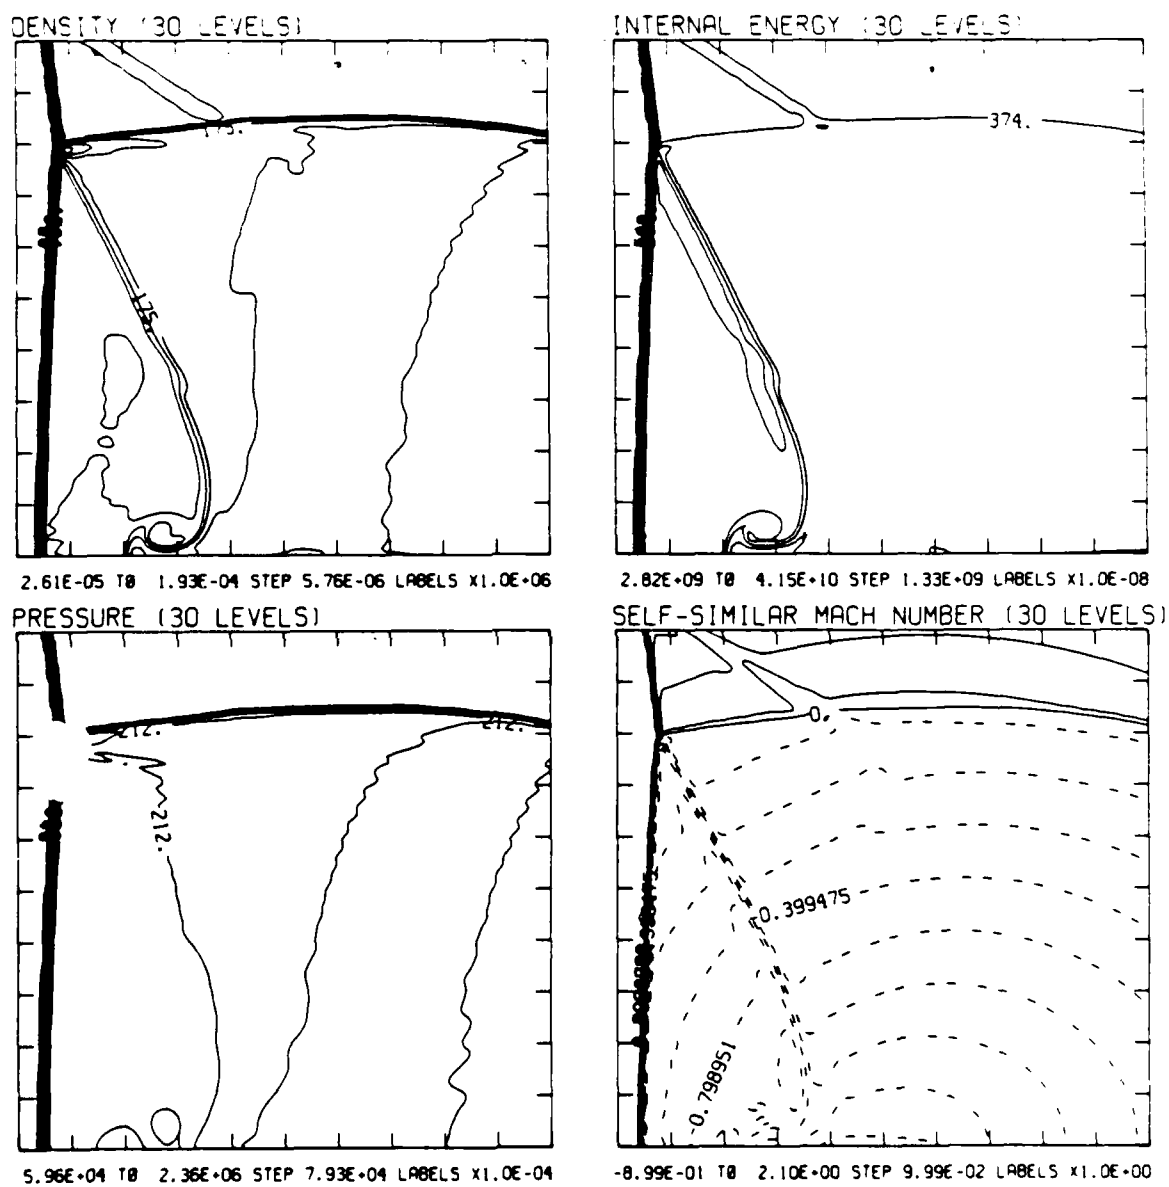 DENSITY (30 LEVELS)
175.
175.
2.61E-05 TO 1.93E-04 STEP 5.76E-06 LABELS X1.0E+06
INTERNAL ENERGY (30 LEVELS)
374.
2.82E+09 TO 4.15E+10 STEP 1.33E+09 LABELS X1.0E-08
PRESSURE (30 LEVELS)
212.
212.
212.
5.96E+04 TO 2.36E+06 STEP 7.93E+04 LABELS X1.0E-04
SELF-SIMILAR MACH NUMBER (30 LEVELS)
0.
-0.399475
0.798951
-8.99E-01 TO 2.10E+00 STEP 9.99E-02 LABELS X1.0E+00